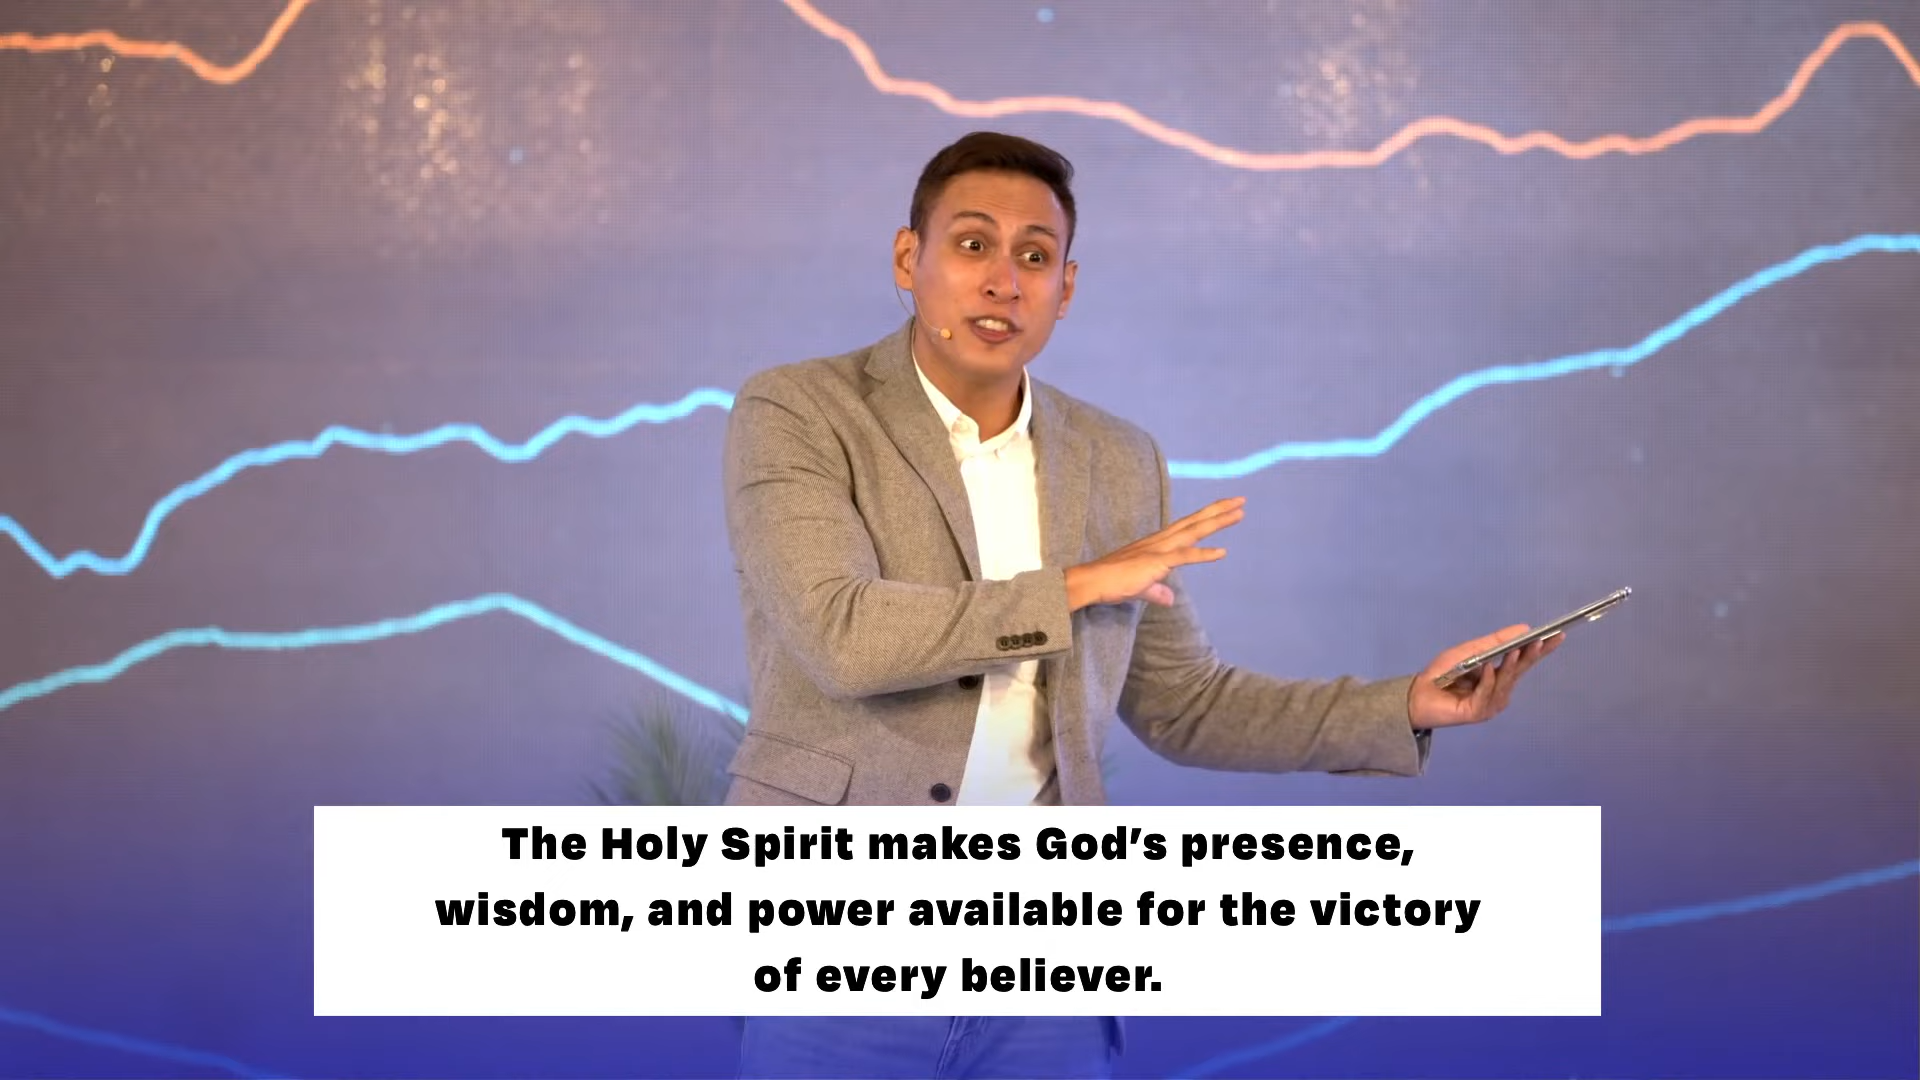 The Holy Spirit makes God’s presence,
wisdom, and power available for the victory
of every believer.